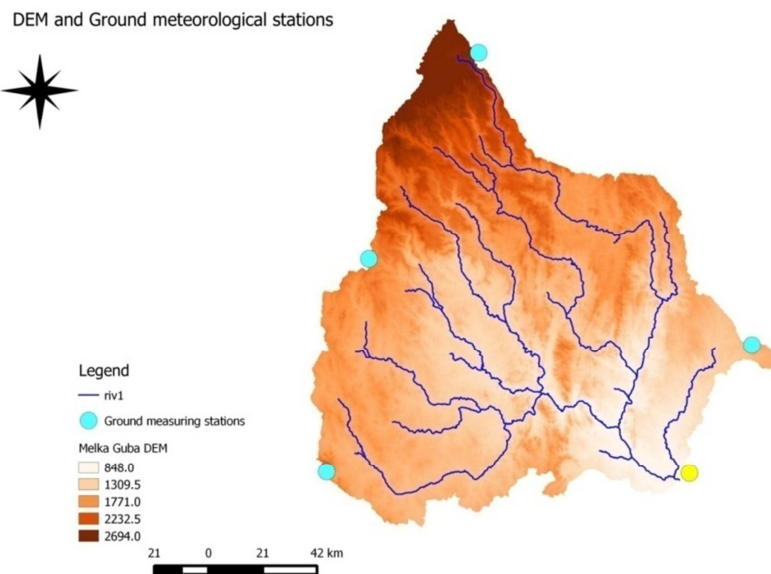 DEM and Ground meteorological stations
Legend
riv1
Ground measuring stations
Melka Guba DEM
848.0
1309.5
1771.0
2232.5
2694.0
21 0 21 42 km